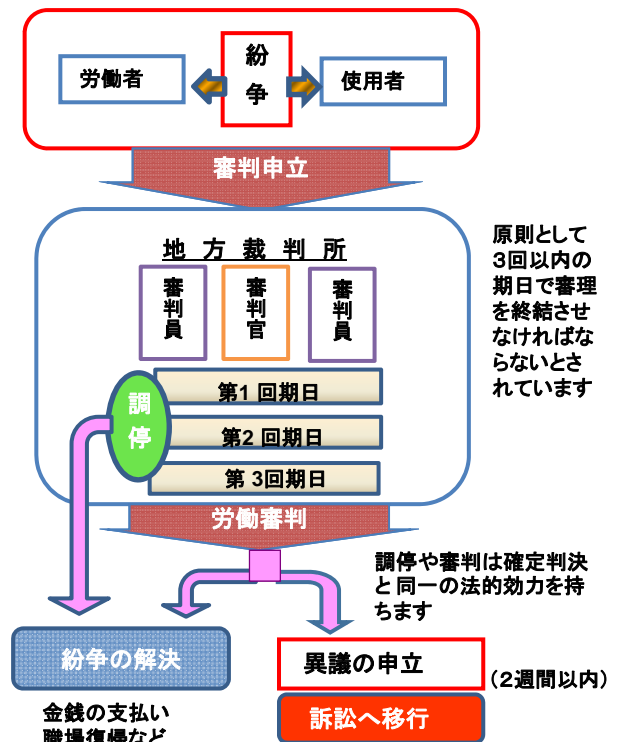 紛争
労働者
使用者
審判申立
地方裁判所
審判員
審判官
審判員
原則として
3回以内の
期日で審理
を終結させ
なければな
らないとさ
れています
調停
第1回期日
第2回期日
第3回期日
労働審判
調停や審判は確定判決
と同一の法的効力を持
ちます
紛争の解決
異議の申立
(2週間以内)
訴訟へ移行
金銭の支払い
職場復帰など